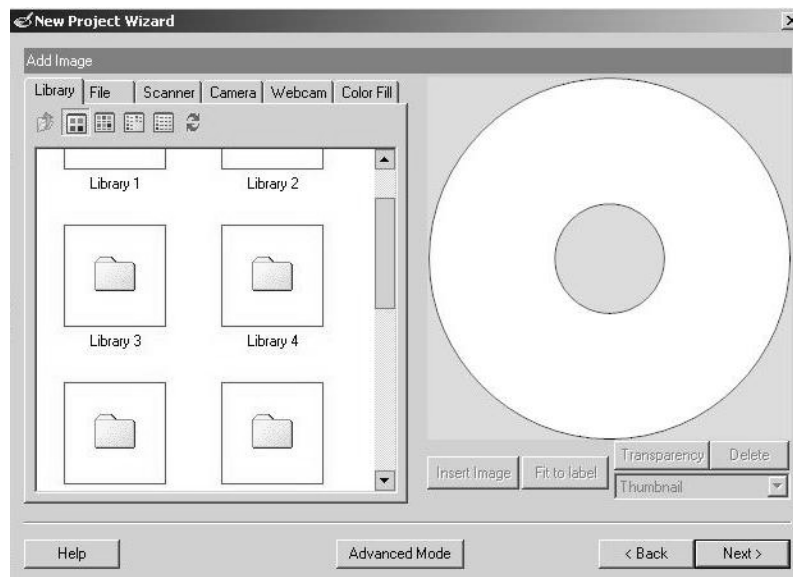 New Project Wizard
Add Image
Library File Scanner Camera Webcam Color Fill
Library 1 Library 2
Library 3 Library 4
Insert Image Fit to label Transparency Delete
Thumbnail
Help Advanced Mode < Back Next >